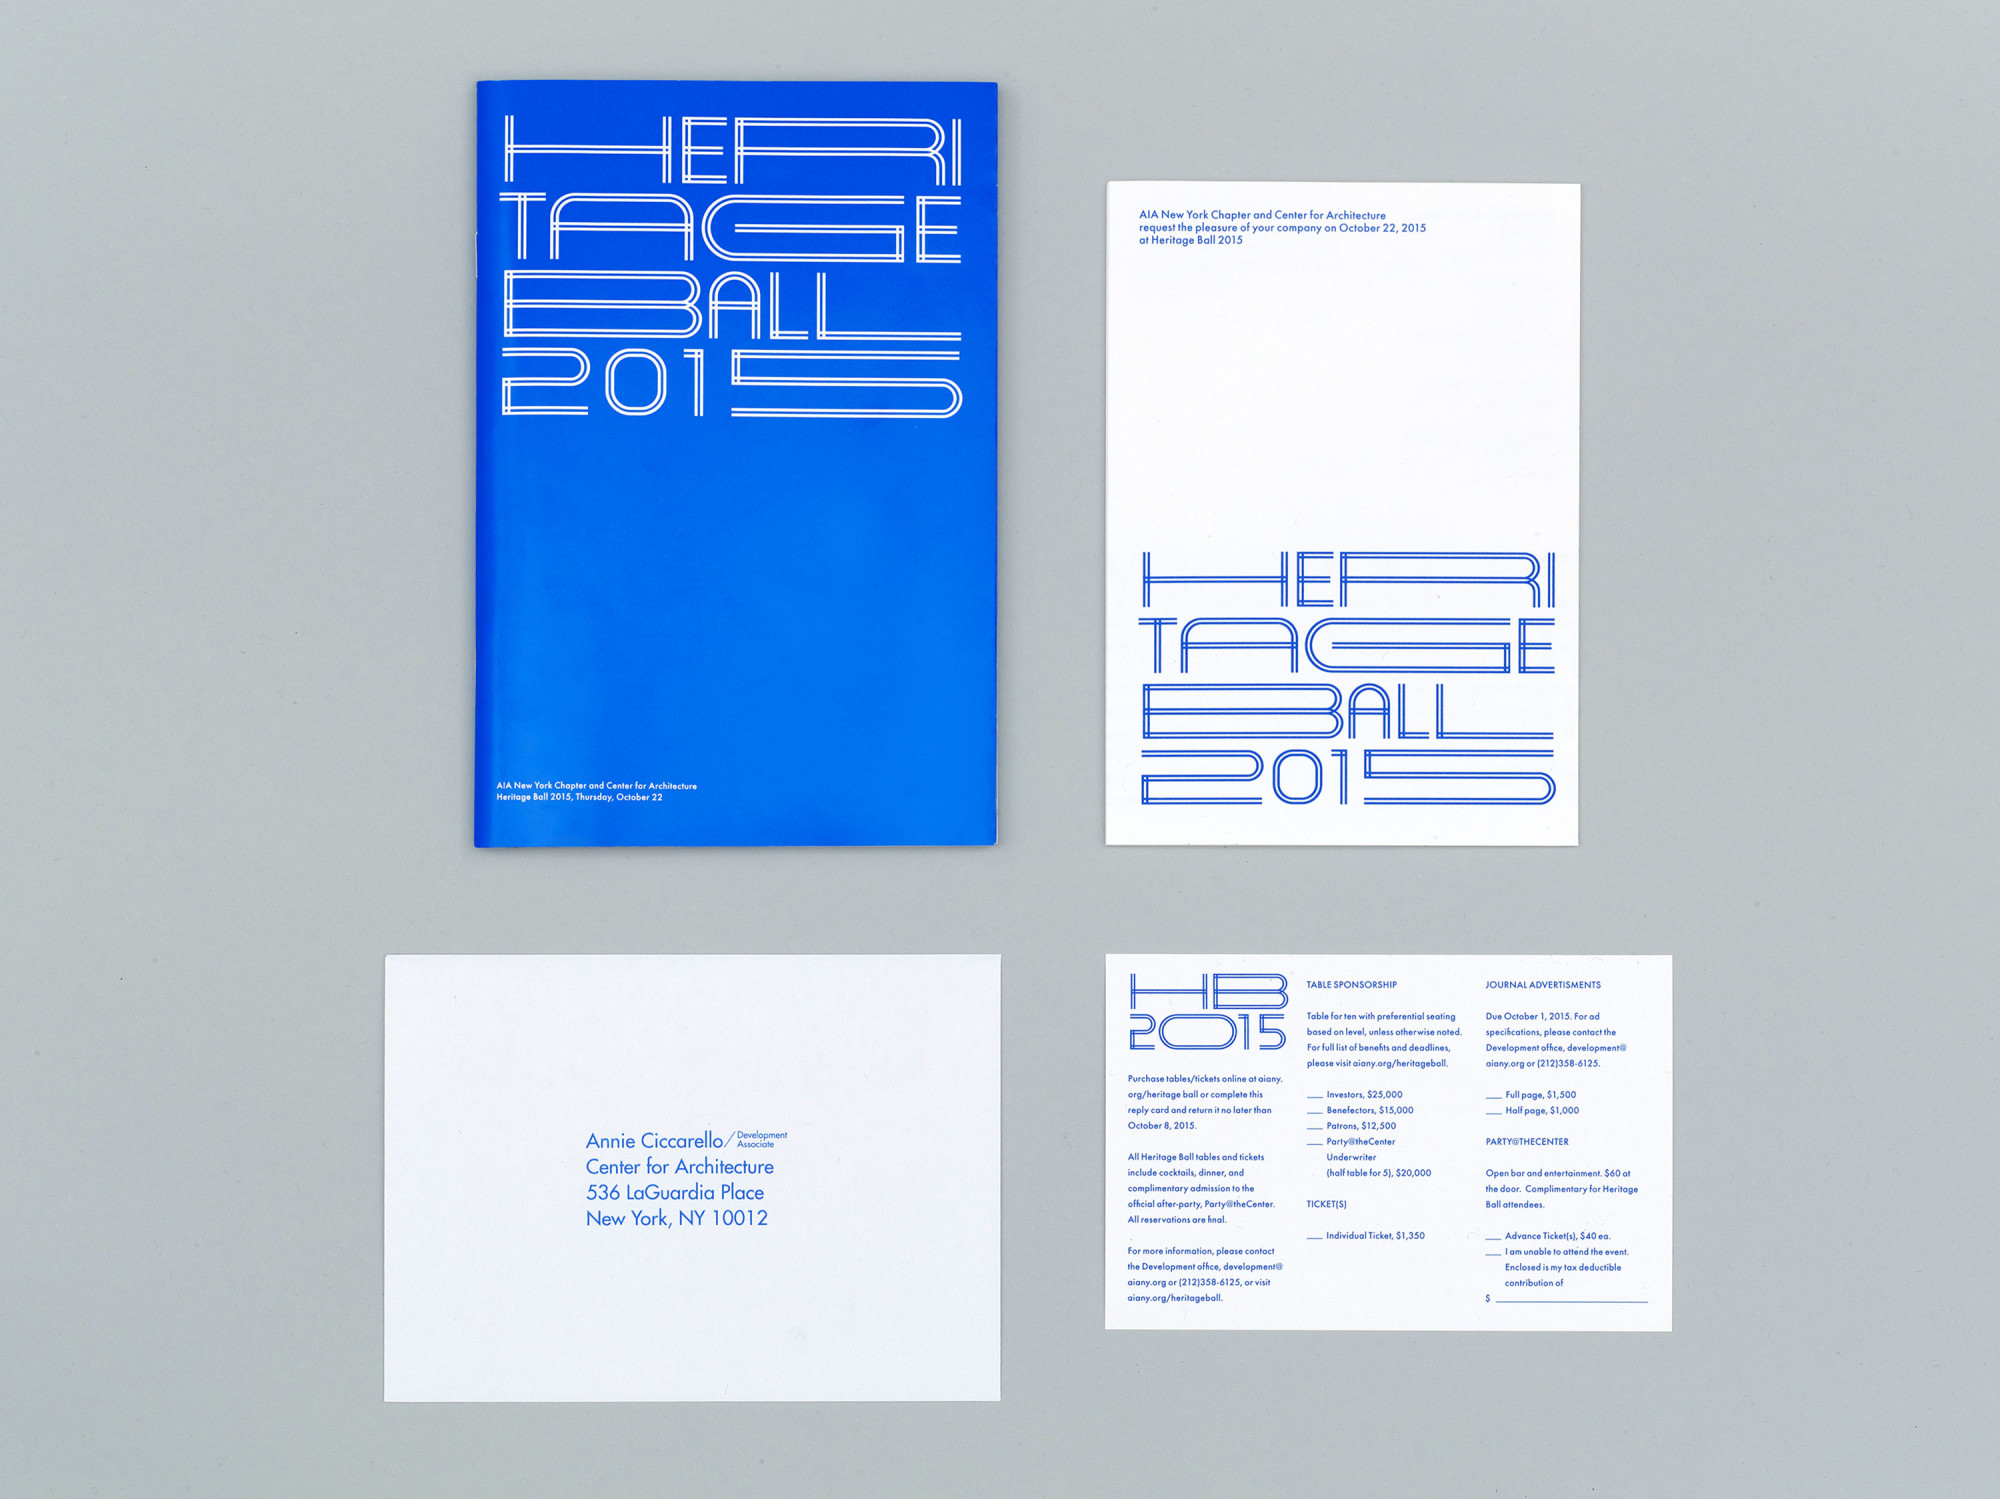 HERI
TAGE
BALL
2015
AIA New York Chapter and Center for Architecture
Heritage Ball 2015, Thursday, October 22
AIA New York Chapter and Center for Architecture
request the pleasure of your company on October 22, 2015
at Heritage Ball 2015
HERI
TAGE
BALL
2015
Annie Ciccarello/Development Associate
Center for Architecture
536 LaGuardia Place
New York, NY 10012
HB
2015
Purchase tables/tickets online at aiany.
org/heritage ball or complete this
reply card and return it no later than
October 8, 2015.
All Heritage Ball tables and tickets
include cocktails, dinner, and
complimentary admission to the
official after-party, Party@theCenter.
All reservations are final.
For more information, please contact
the Development office, development@
aiany.org or (212)358-6125, or visit
aiany.org/heritageball.
TABLE SPONSORSHIP
Table for ten with preferential seating
based on level, unless otherwise noted.
For full list of benefits and deadlines,
please visit aiany.org/heritageball.
___ Investors, $25,000
___ Benefectors, $15,000
___ Patrons, $12,500
___ Party@theCenter
Underwriter
(half table for 5), $20,000
TICKET(S)
___ Individual Ticket, $1,350
JOURNAL ADVERTISMENTS
Due October 1, 2015. For ad
specifications, please contact the
Development office, development@
aiany.org or (212)358-6125.
___ Full page, $1,500
___ Half page, $1,000
PARTY@THECENTER
Open bar and entertainment. $60 at
the door. Complimentary for Heritage
Ball attendees.
___ Advance Ticket(s), $40 ea.
___ I am unable to attend the event.
Enclosed is my tax deductible
contribution of
$ ___